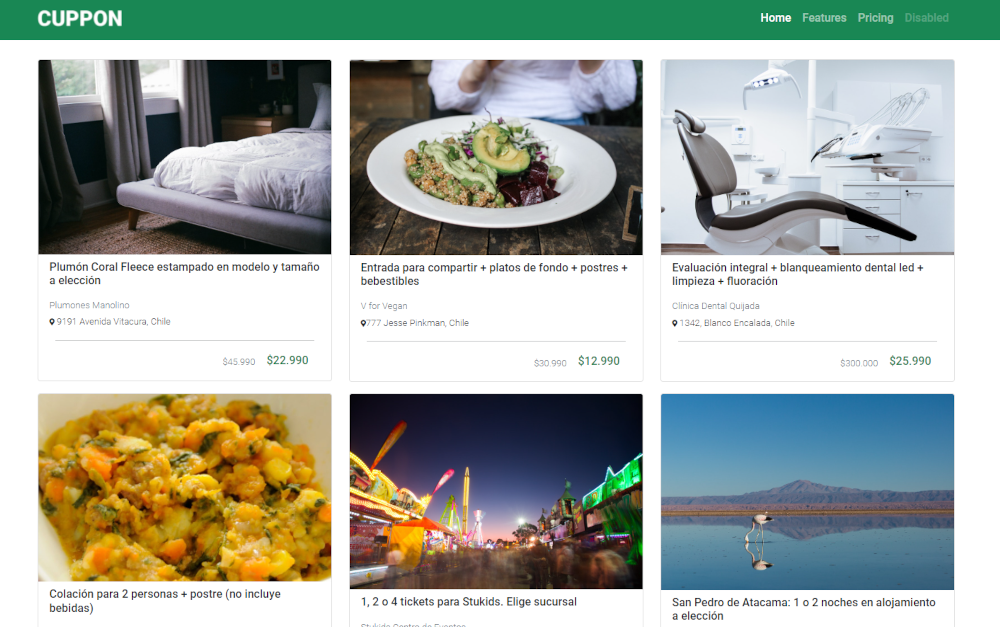 CUPPON
Home Features Pricing Disabled
Plumón Coral Fleece estampado en modelo y tamaño
a elección
Plumones Manolino
9191 Avenida Vitacura, Chile
$45.990 $22.990
Entrada para compartir + platos de fondo + postres +
bebestibles
V for Vegan
777 Jesse Pinkman, Chile
$30.990 $12.990
Evaluación integral + blanqueamiento dental led +
limpieza + fluoración
Clínica Dental Quijada
1342, Blanco Encalada, Chile
$300.000 $25.990
Colación para 2 personas + postre (no incluye
bebidas)
1, 2 o 4 tickets para Stukids. Elige sucursal
Stukids Centro de Eventos
San Pedro de Atacama: 1 o 2 noches en alojamiento
a elección